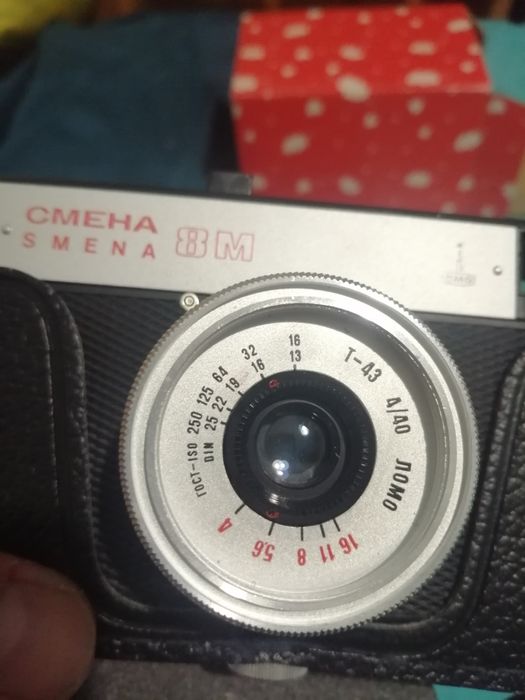 СМЕНА
SMENA
8М
Т-43 4/40 ЛОМО
ГОСТ-ISO 250 125 64 32 16
DIN 25 22 19 16 13
4 5,6 8 11 16